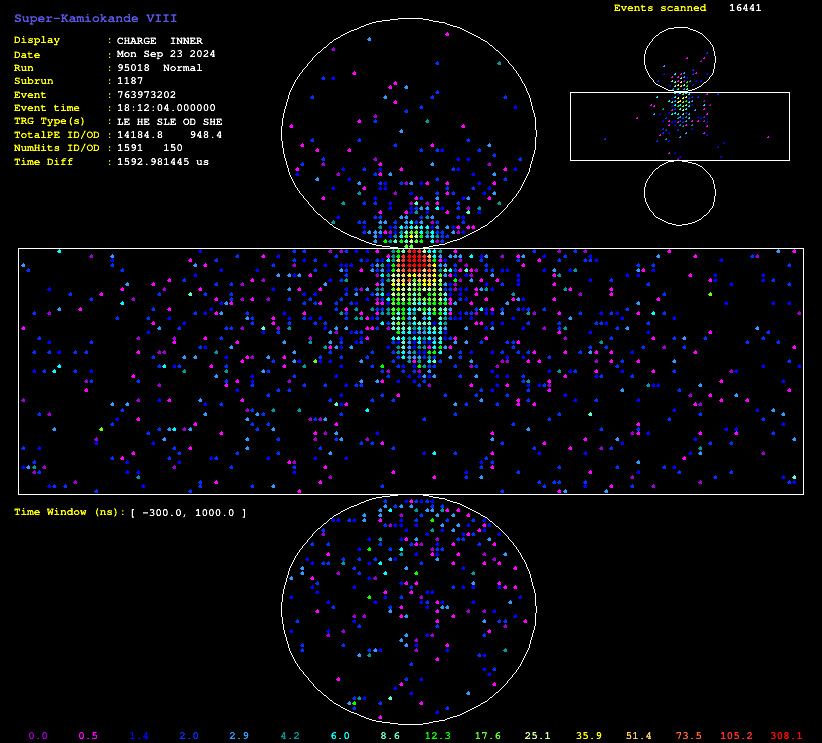 Super-Kamiokande VIII
Events scanned 16441
Display : CHARGE INNER
Date : Mon Sep 23 2024
Run : 95018 Normal
Subrun : 1187
Event : 763973202
Event time : 18:12:04.000000
TRG Type(s) : LE HE SLE OD SHE
TotalPE ID/OD : 14184.8 948.4
NumHits ID/OD : 1591 150
Time Diff : 1592.981445 us
Time Window (ns): [ -300.0, 1000.0 ]
0.0 0.5 1.4 2.0 2.9 4.2 6.0 8.6 12.3 17.6 25.1 35.9 51.4 73.5 105.2 308.1